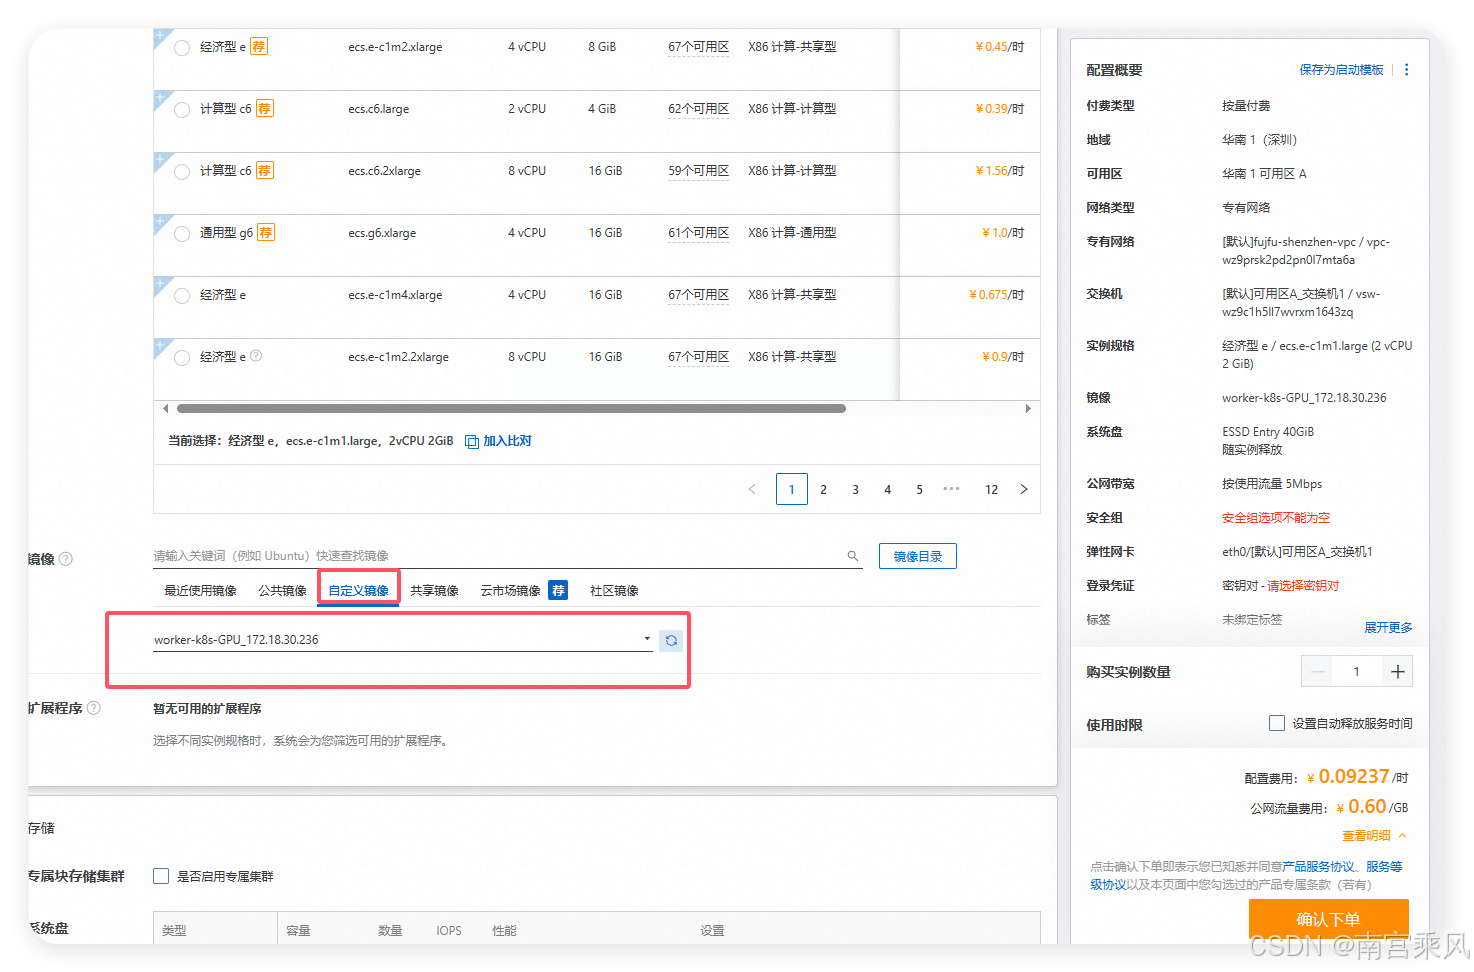 经济型 e 荐 ecs.e-c1m2.xlarge 4 vCPU 8 GiB 67个可用区 X86 计算-共享型 ¥ 0.45/时
计算型 c6 荐 ecs.c6.large 2 vCPU 4 GiB 62个可用区 X86 计算-计算型 ¥ 0.39/时
计算型 c6 荐 ecs.c6.2xlarge 8 vCPU 16 GiB 59个可用区 X86 计算-计算型 ¥ 1.56/时
通用型 g6 荐 ecs.g6.xlarge 4 vCPU 16 GiB 61个可用区 X86 计算-通用型 ¥ 1.0/时
经济型 e ecs.e-c1m4.xlarge 4 vCPU 16 GiB 67个可用区 X86 计算-共享型 ¥ 0.675/时
经济型 e ecs.e-c1m2.2xlarge 8 vCPU 16 GiB 67个可用区 X86 计算-共享型 ¥ 0.9/时
当前选择：经济型 e，ecs.e-c1m1.large，2vCPU 2GiB 加入比对
< 1 2 3 4 5 ••• 12 >
镜像 请输入关键词（例如 Ubuntu）快速查找镜像 镜像目录
最近使用镜像 公共镜像 自定义镜像 共享镜像 云市场镜像 荐 社区镜像
worker-k8s-GPU_172.18.30.236
扩展程序 暂无可用的扩展程序
选择不同实例规格时，系统会为您筛选可用的扩展程序。
存储
专属块存储集群 是否启用专属集群
系统盘 类型 容量 数量 IOPS 性能 设置
配置概要 保存为启动模板
付费类型 按量付费
地域 华南 1（深圳）
可用区 华南 1 可用区 A
网络类型 专有网络
专有网络 [默认]fujfu-shenzhen-vpc / vpc-
wz9prsk2pd2pn0l7mta6a
交换机 [默认]可用区A_交换机1 / vsw-
wz9c1h5ll7wvrxm1643zq
实例规格 经济型 e / ecs.e-c1m1.large (2 vCPU
2 GiB)
镜像 worker-k8s-GPU_172.18.30.236
系统盘 ESSD Entry 40GiB
随实例释放
公网带宽 按使用流量 5Mbps
安全组 安全组选项不能为空
弹性网卡 eth0/[默认]可用区A_交换机1
登录凭证 密钥对 - 请选择密钥对
标签 未绑定标签
展开更多
购买实例数量 — 1 +
使用时限 设置自动释放服务时间
配置费用： ¥ 0.09237 /时
公网流量费用： ¥ 0.60 /GB
查看明细
点击确认下单即表示您已知悉并同意产品服务协议、服务等
级协议以及本页面中您勾选过的产品专属条款（若有）
确认下单
CSDN @南宫乘风